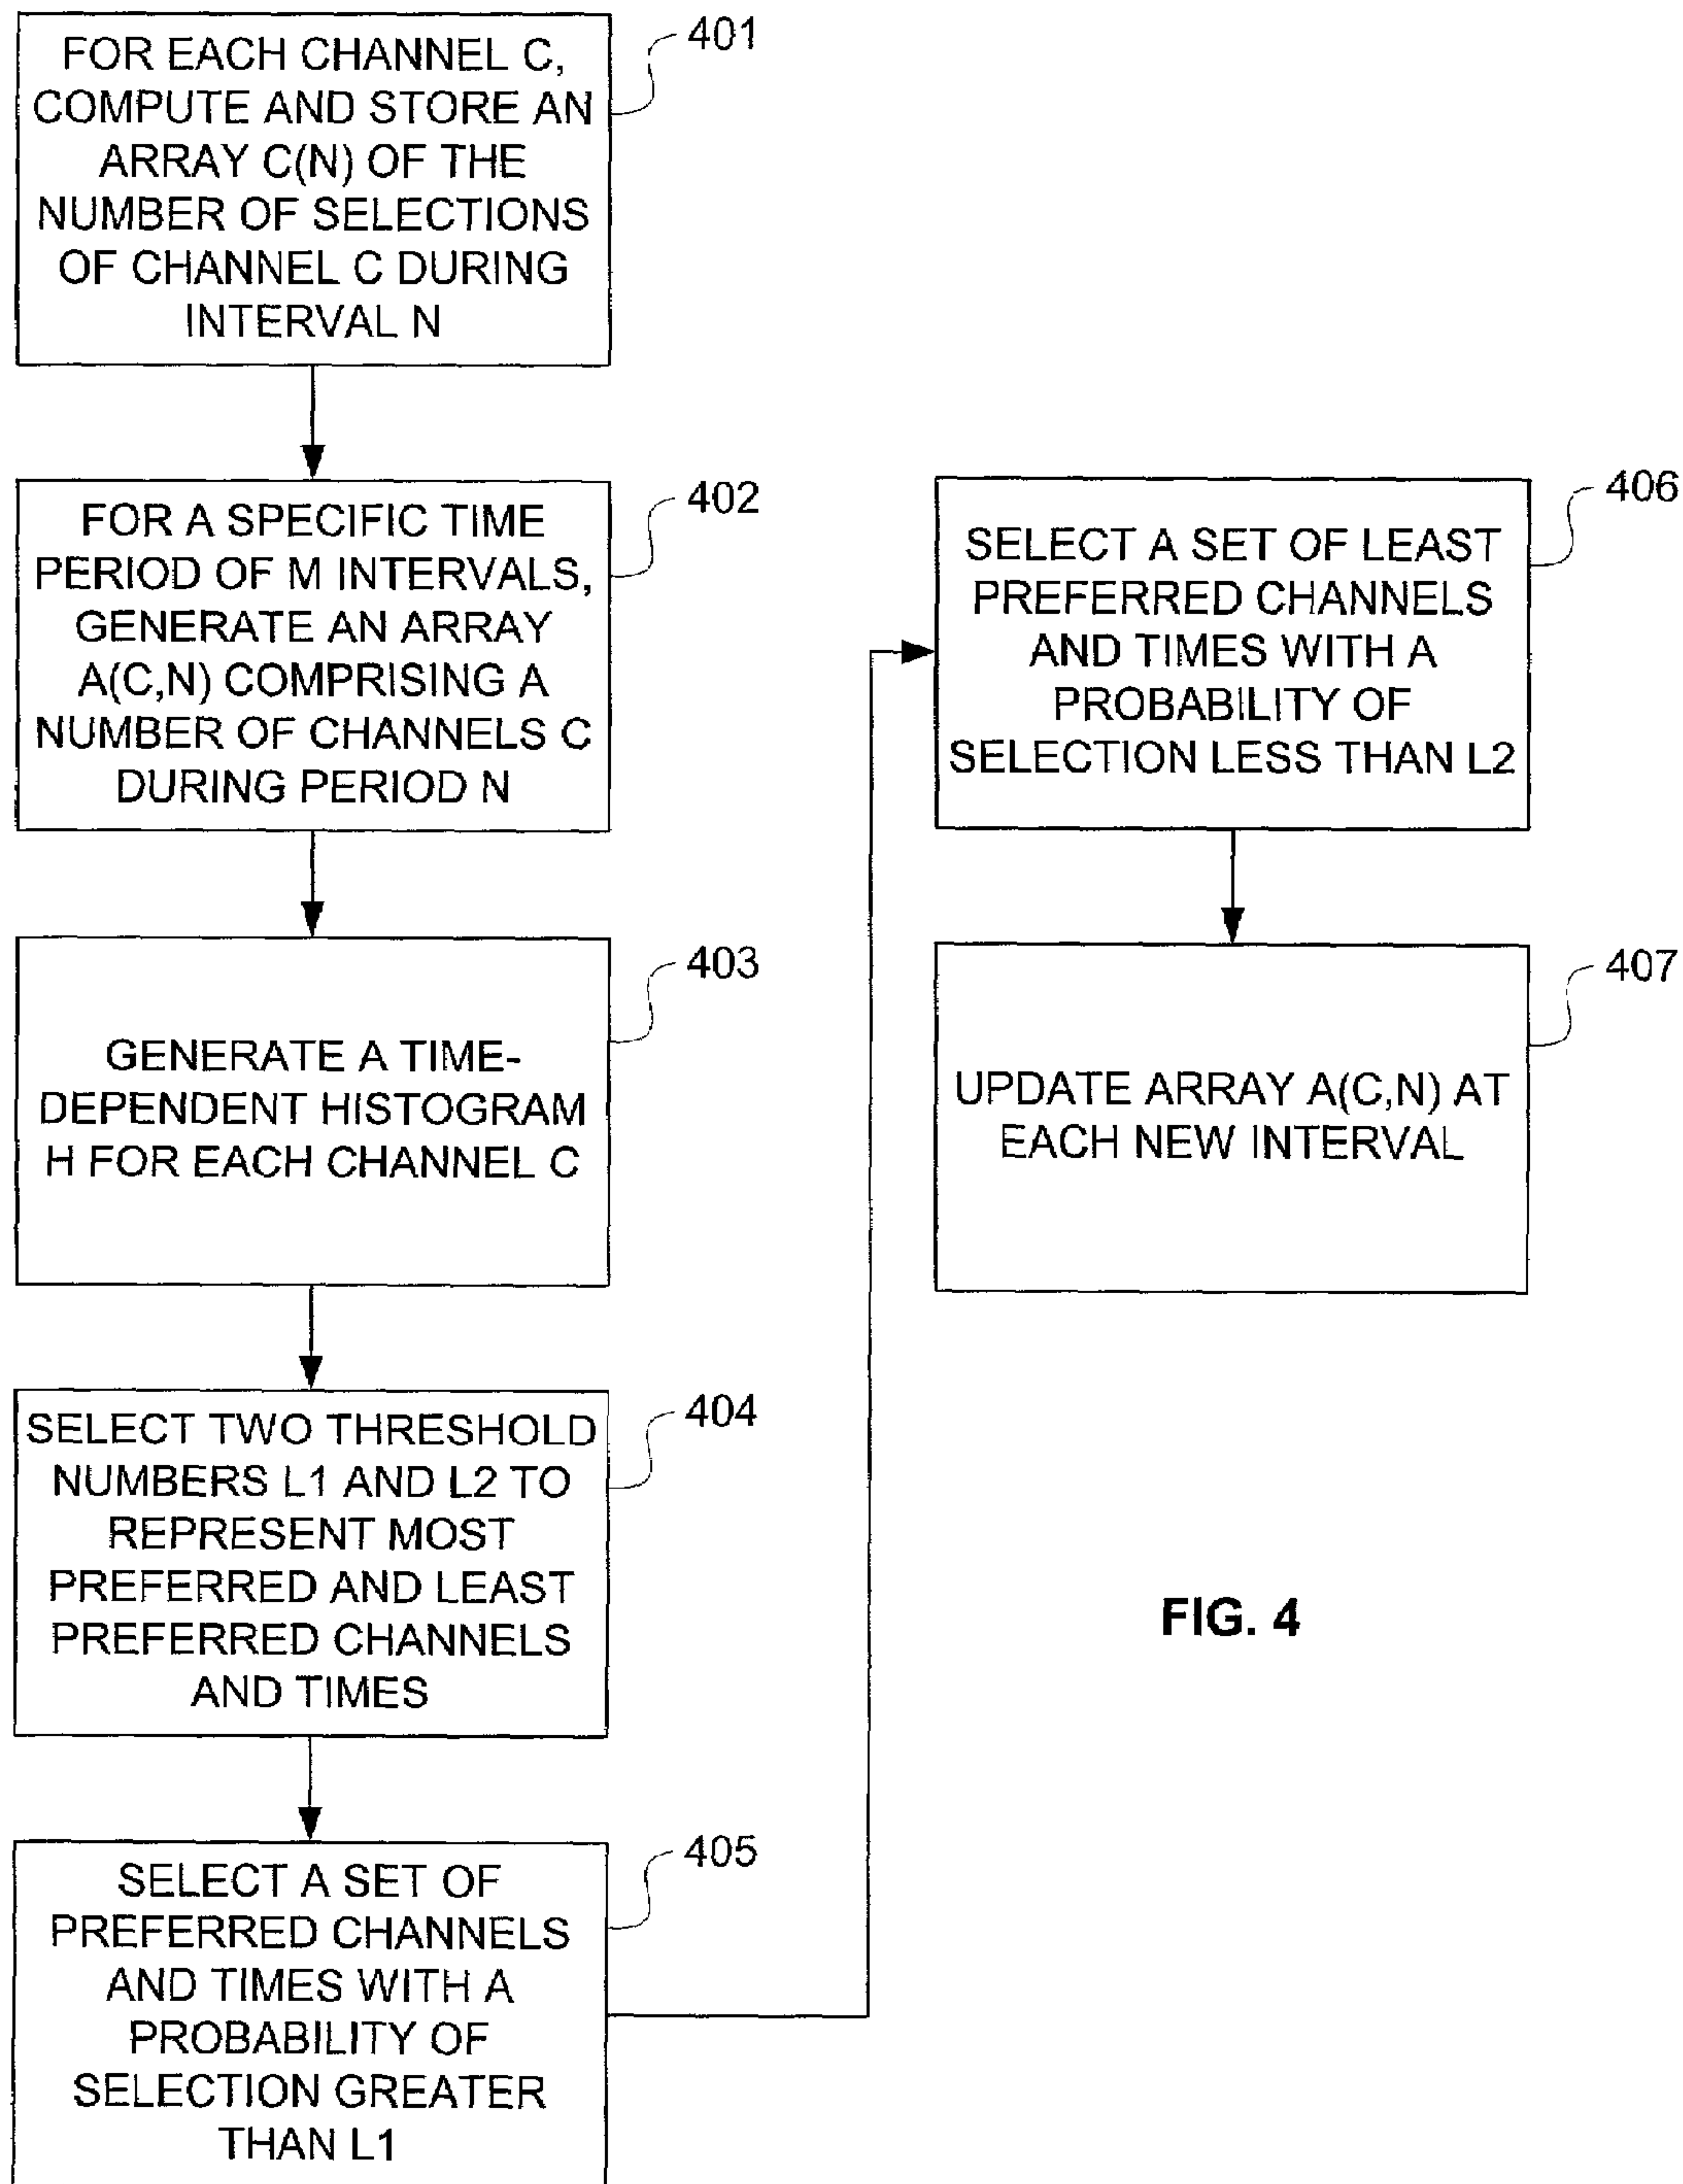 FOR EACH CHANNEL C,
COMPUTE AND STORE AN
ARRAY C(N) OF THE
NUMBER OF SELECTIONS
OF CHANNEL C DURING
INTERVAL N
401
FOR A SPECIFIC TIME
PERIOD OF M INTERVALS,
GENERATE AN ARRAY
A(C,N) COMPRISING A
NUMBER OF CHANNELS C
DURING PERIOD N
402
GENERATE A TIME-
DEPENDENT HISTOGRAM
H FOR EACH CHANNEL C
403
SELECT TWO THRESHOLD
NUMBERS L1 AND L2 TO
REPRESENT MOST
PREFERRED AND LEAST
PREFERRED CHANNELS
AND TIMES
404
SELECT A SET OF
PREFERRED CHANNELS
AND TIMES WITH A
PROBABILITY OF
SELECTION GREATER
THAN L1
405
SELECT A SET OF LEAST
PREFERRED CHANNELS
AND TIMES WITH A
PROBABILITY OF
SELECTION LESS THAN L2
406
UPDATE ARRAY A(C,N) AT
EACH NEW INTERVAL
407
FIG. 4